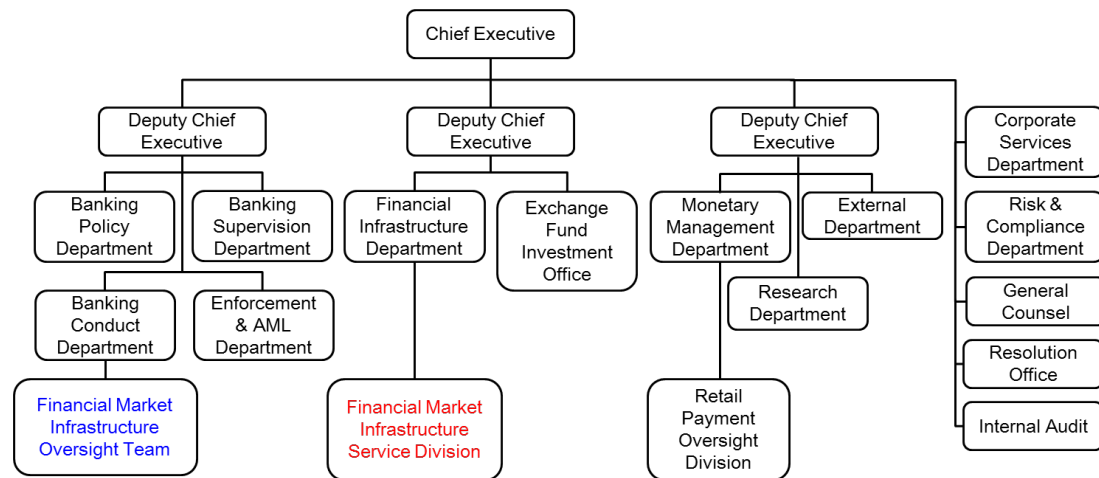 Chief Executive
Deputy Chief
Executive
Deputy Chief
Executive
Deputy Chief
Executive
Corporate
Services
Department
Banking
Policy
Department
Banking
Supervision
Department
Financial
Infrastructure
Department
Exchange
Fund
Investment
Office
Monetary
Management
Department
External
Department
Risk &
Compliance
Department
Banking
Conduct
Department
Enforcement
& AML
Department
Research
Department
General
Counsel
Resolution
Office
Financial Market
Infrastructure
Oversight Team
Financial Market
Infrastructure
Service Division
Retail
Payment
Oversight
Division
Internal Audit